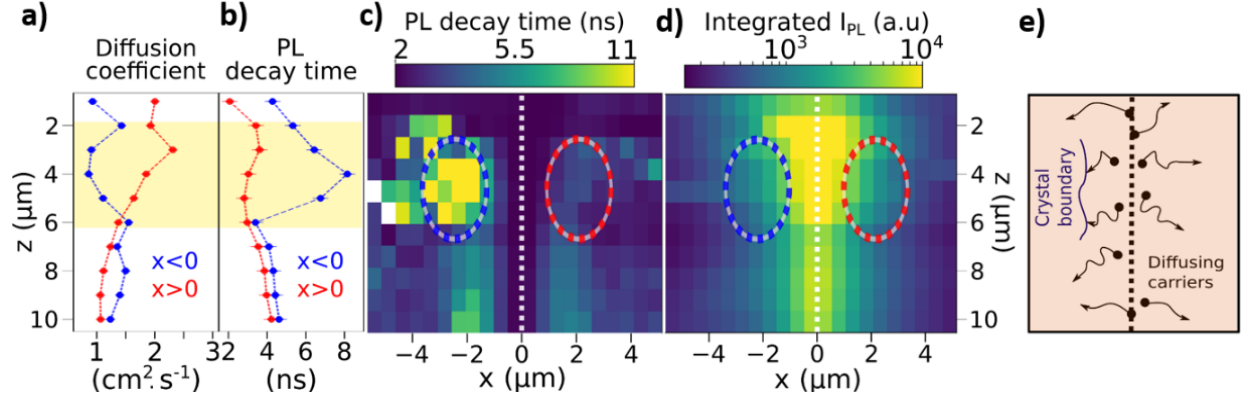 a)
Diffusion
coefficient
z (μm)
2
4
6
8
10
x<0
x>0
1 2 3
(cm².s⁻¹)
b)
PL
decay time
x<0
x>0
2 4 6 8
(ns)
c)
PL decay time (ns)
2 5.5 11
−4 −2 0 2 4
x (μm)
d)
Integrated I_PL (a.u)
10³ 10⁴
2
4
6
8
10
z (μm)
−4 −2 0 2 4
x (μm)
e)
Crystal
boundary
Diffusing
carriers